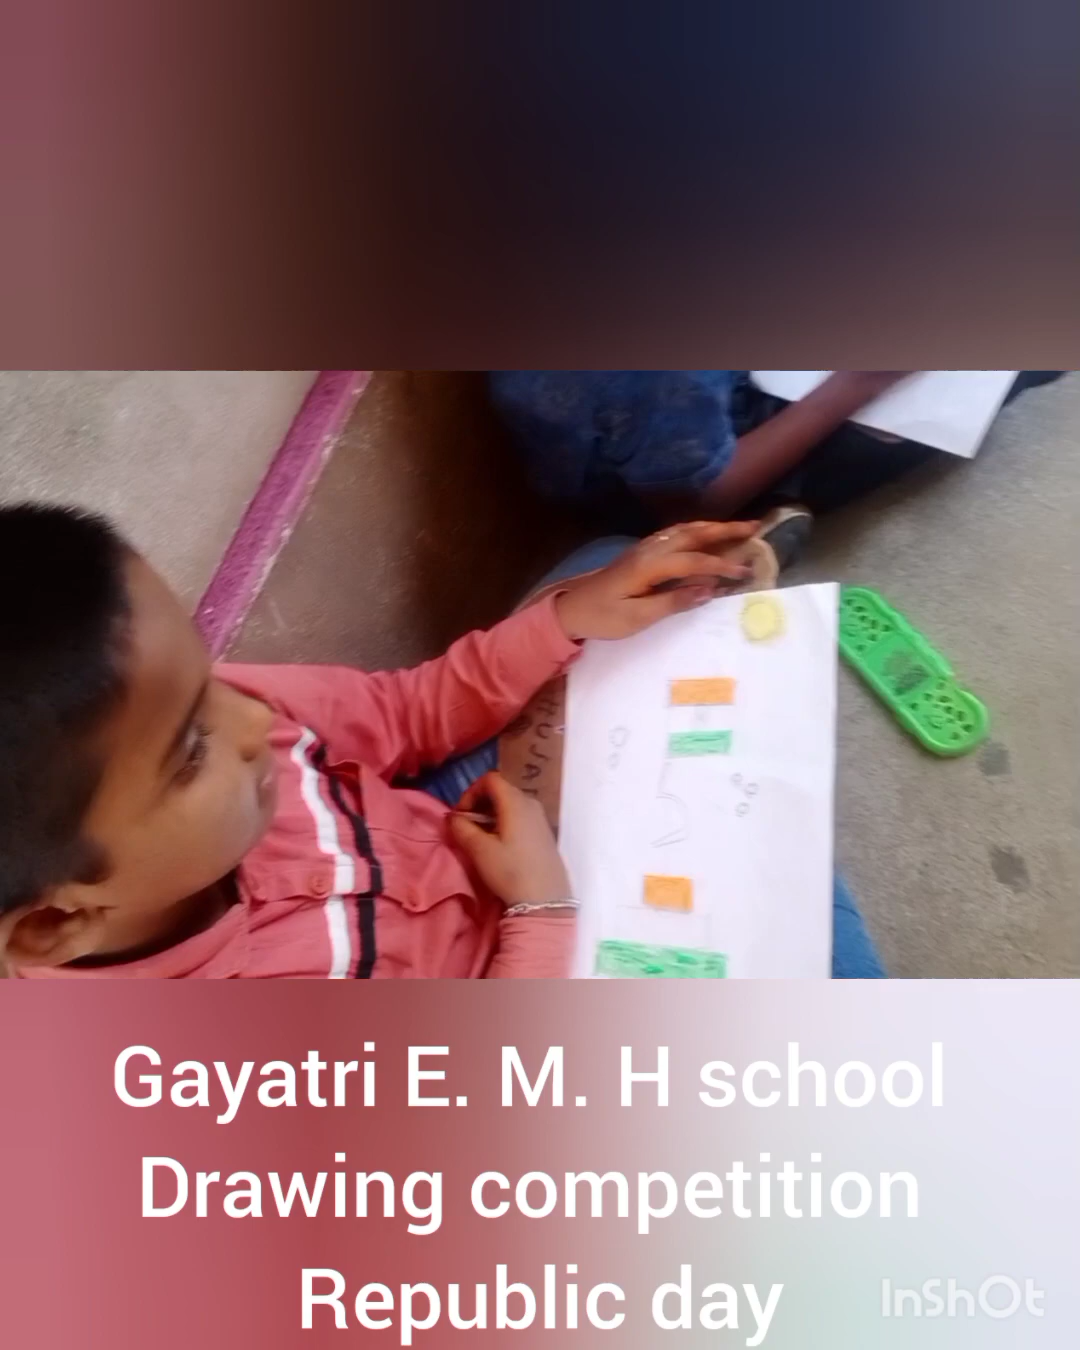 Gayatri E. M. H school
Drawing competition
Republic day
InShOt